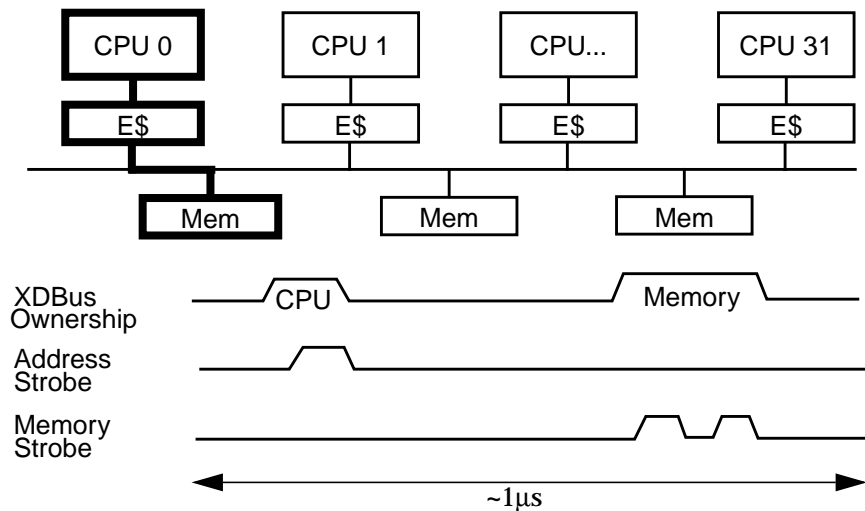 CPU 0 CPU 1 CPU... CPU 31
E$ E$ E$ E$
Mem Mem Mem
XDBus
Ownership
CPU Memory
Address
Strobe
Memory
Strobe
~1μs